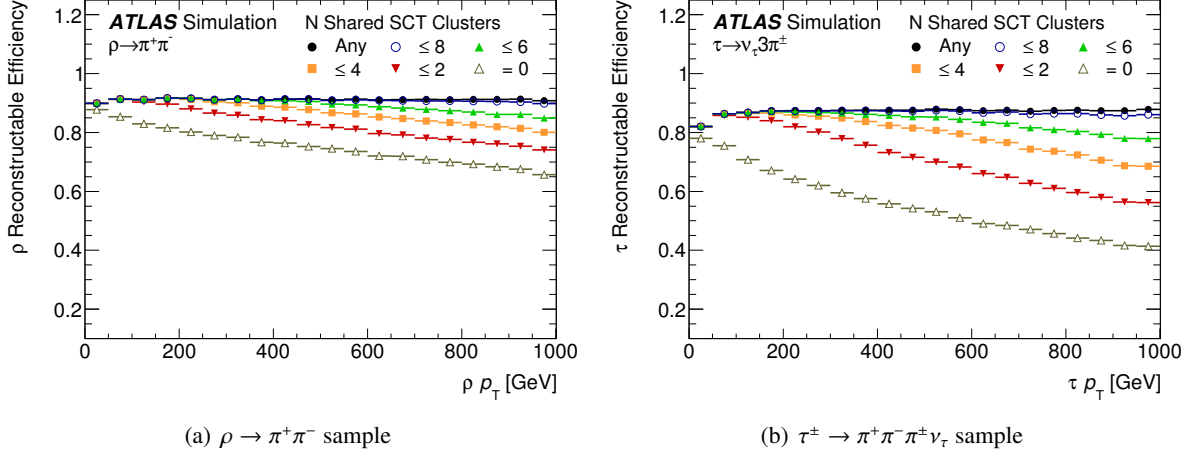 ATLAS Simulation
ρ→π⁺π⁻
N Shared SCT Clusters
Any ≤ 8 ≤ 6
≤ 4 ≤ 2 = 0
ρ Reconstructable Efficiency
1.2
1
0.8
0.6
0.4
0.2
0 200 400 600 800 1000
ρ p_T [GeV]
(a) ρ → π⁺π⁻ sample
ATLAS Simulation
τ→ν_τ3π±
N Shared SCT Clusters
Any ≤ 8 ≤ 6
≤ 4 ≤ 2 = 0
τ Reconstructable Efficiency
1.2
1
0.8
0.6
0.4
0.2
0 200 400 600 800 1000
τ p_T [GeV]
(b) τ± → π⁺π⁻π±ν_τ sample